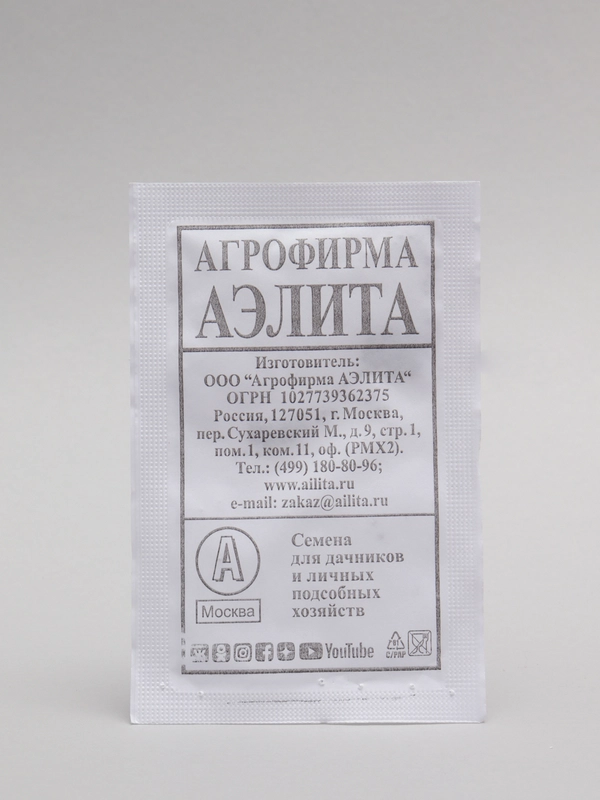 АГРОФИРМА
АЭЛИТА
Изготовитель:
ООО “Агрофирма АЭЛИТА“
ОГРН 1027739362375
Россия, 127051, г. Москва,
пер. Сухаревский М., д. 9, стр. 1,
пом. 1, ком. 11, оф. (РМХ2).
Тел.: (499) 180-80-96;
www.ailita.ru
e-mail: zakaz@ailita.ru
А
Москва
Семена
для дачников
и личных
подсобных
хозяйств
YouTube
C/PAP